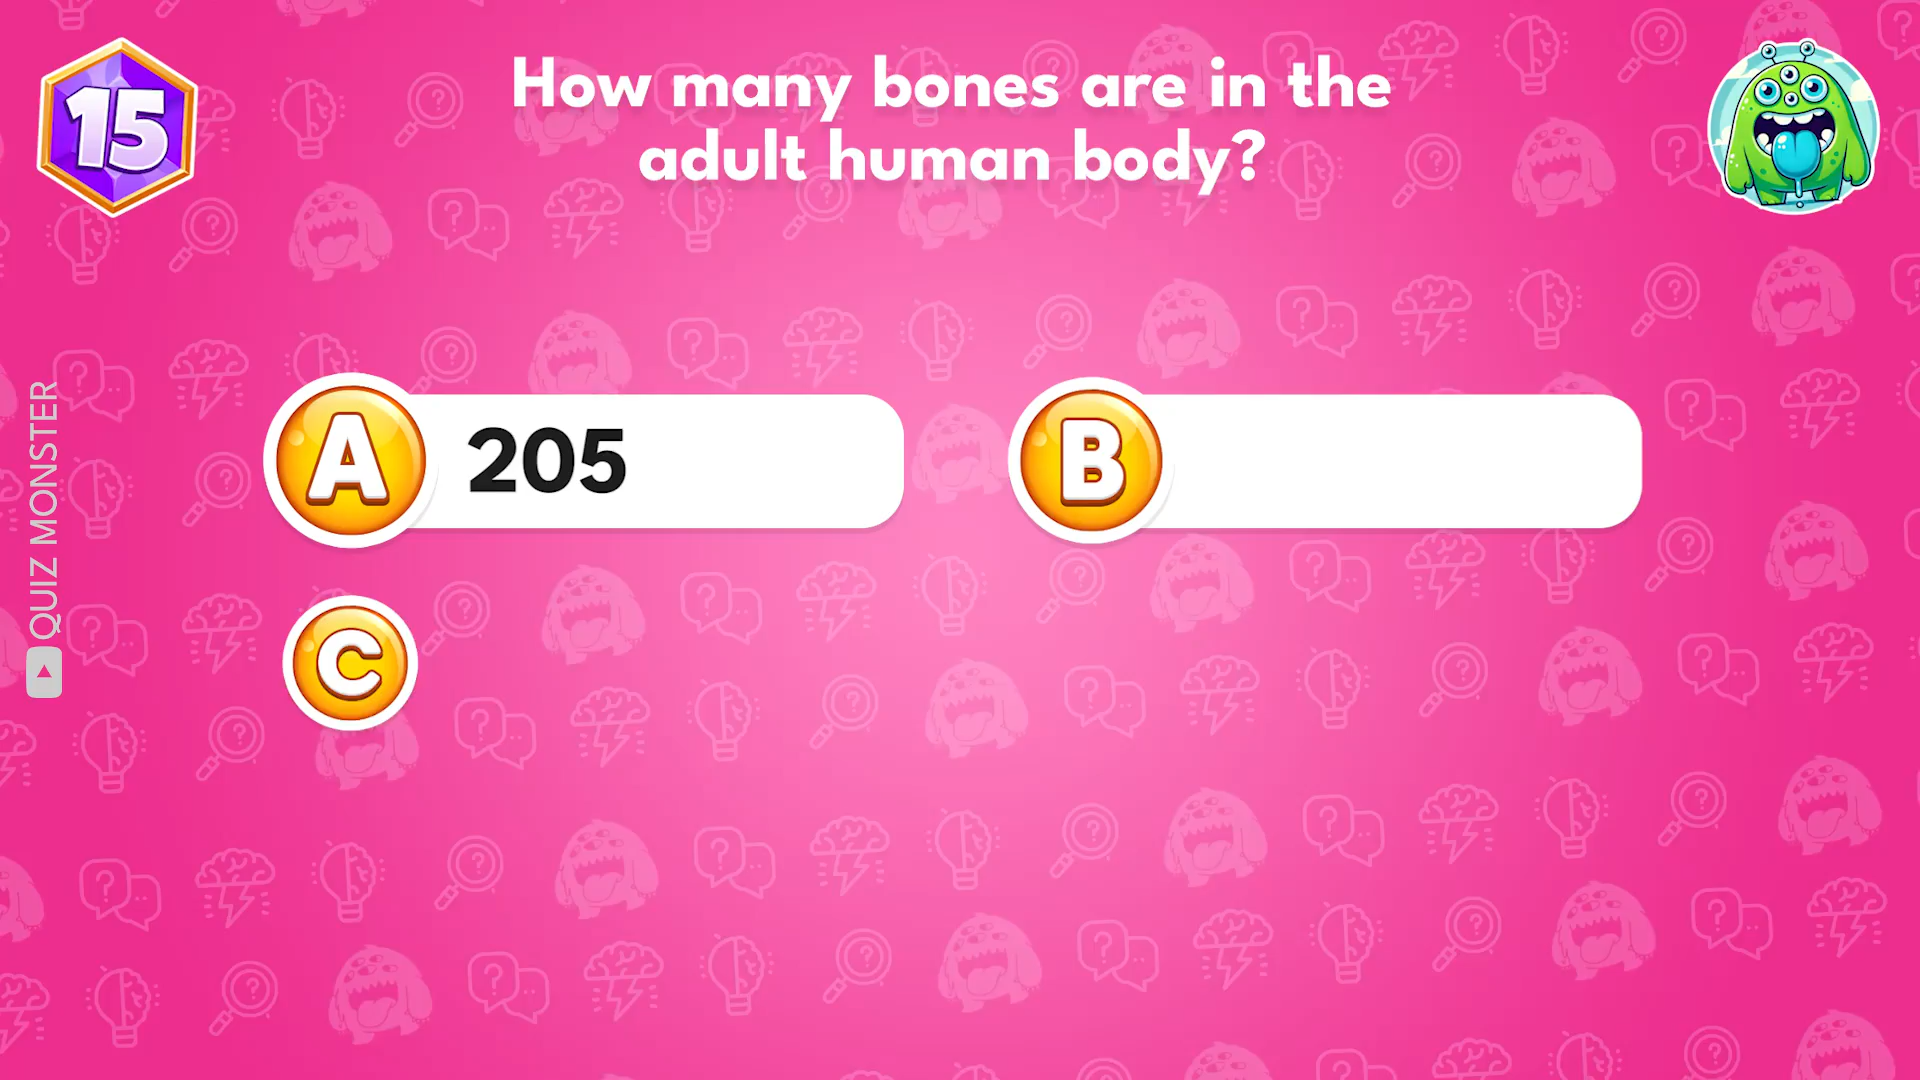 15
How many bones are in the
adult human body?
A 205
B
C
QUIZ MONSTER